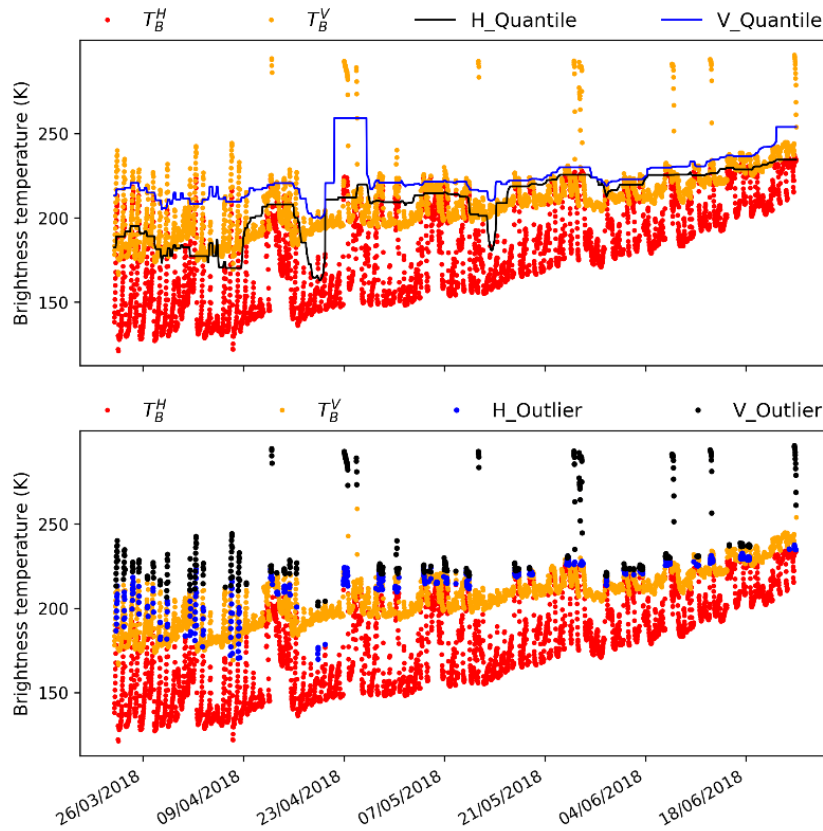 T_B^H T_B^V H_Quantile V_Quantile
Brightness temperature (K)
250
200
150
T_B^H T_B^V H_Outlier V_Outlier
Brightness temperature (K)
250
200
150
26/03/2018 09/04/2018 23/04/2018 07/05/2018 21/05/2018 04/06/2018 18/06/2018